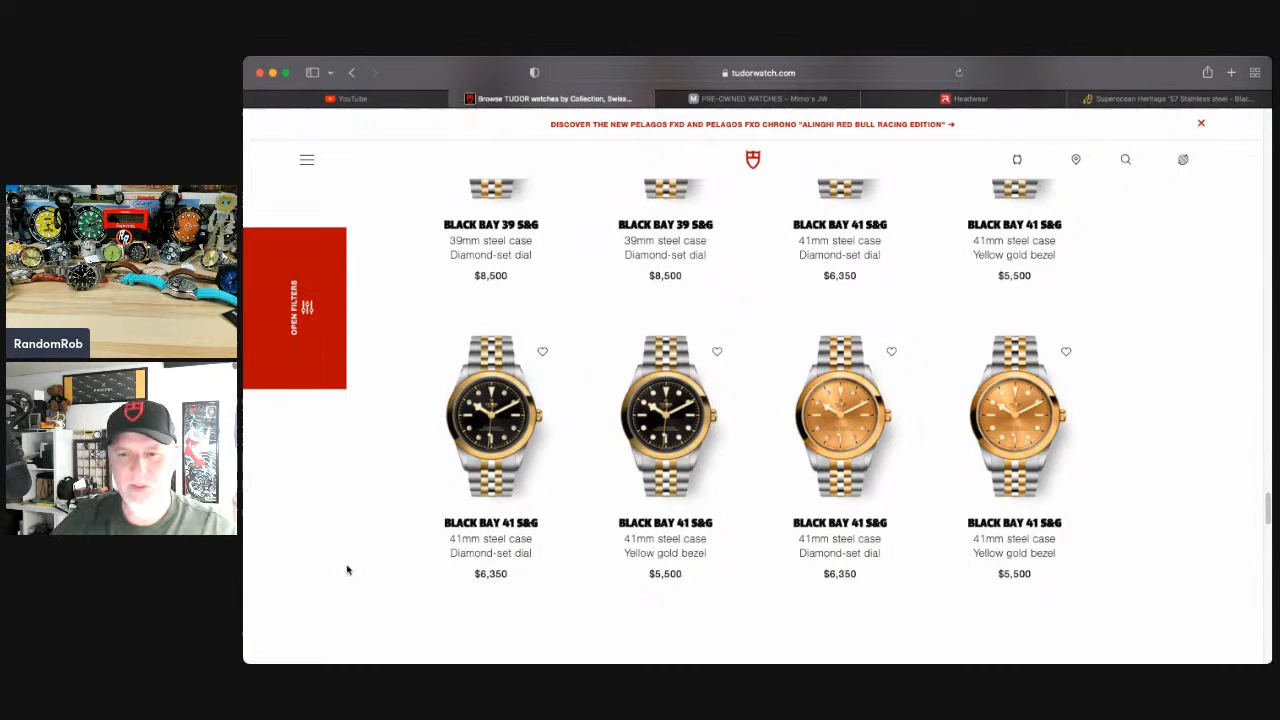 tudorwatch.com
YouTube
Browse TUDOR watches by Collection, Swiss...
PRE-OWNED WATCHES – Mimo's JW
Headwear
Superocean Heritage '57 Stainless steel - Blac...
DISCOVER THE NEW PELAGOS FXD AND PELAGOS FXD CHRONO "ALINGHI RED BULL RACING EDITION" →
BLACK BAY 39 S&G
39mm steel case
Diamond-set dial
$8,500
BLACK BAY 39 S&G
39mm steel case
Diamond-set dial
$8,500
BLACK BAY 41 S&G
41mm steel case
Diamond-set dial
$6,350
BLACK BAY 41 S&G
41mm steel case
Yellow gold bezel
$5,500
OPEN FILTERS
RandomRob
BLACK BAY 41 S&G
41mm steel case
Diamond-set dial
$6,350
BLACK BAY 41 S&G
41mm steel case
Yellow gold bezel
$5,500
BLACK BAY 41 S&G
41mm steel case
Diamond-set dial
$6,350
BLACK BAY 41 S&G
41mm steel case
Yellow gold bezel
$5,500